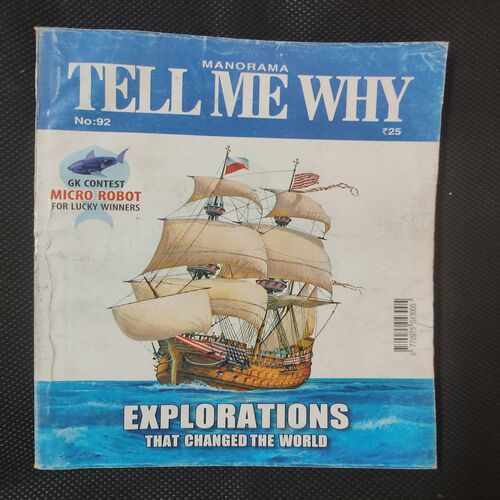 MANORAMA
TELL ME WHY
No:92
₹25
GK CONTEST
MICRO ROBOT
FOR LUCKY WINNERS
EXPLORATIONS
THAT CHANGED THE WORLD